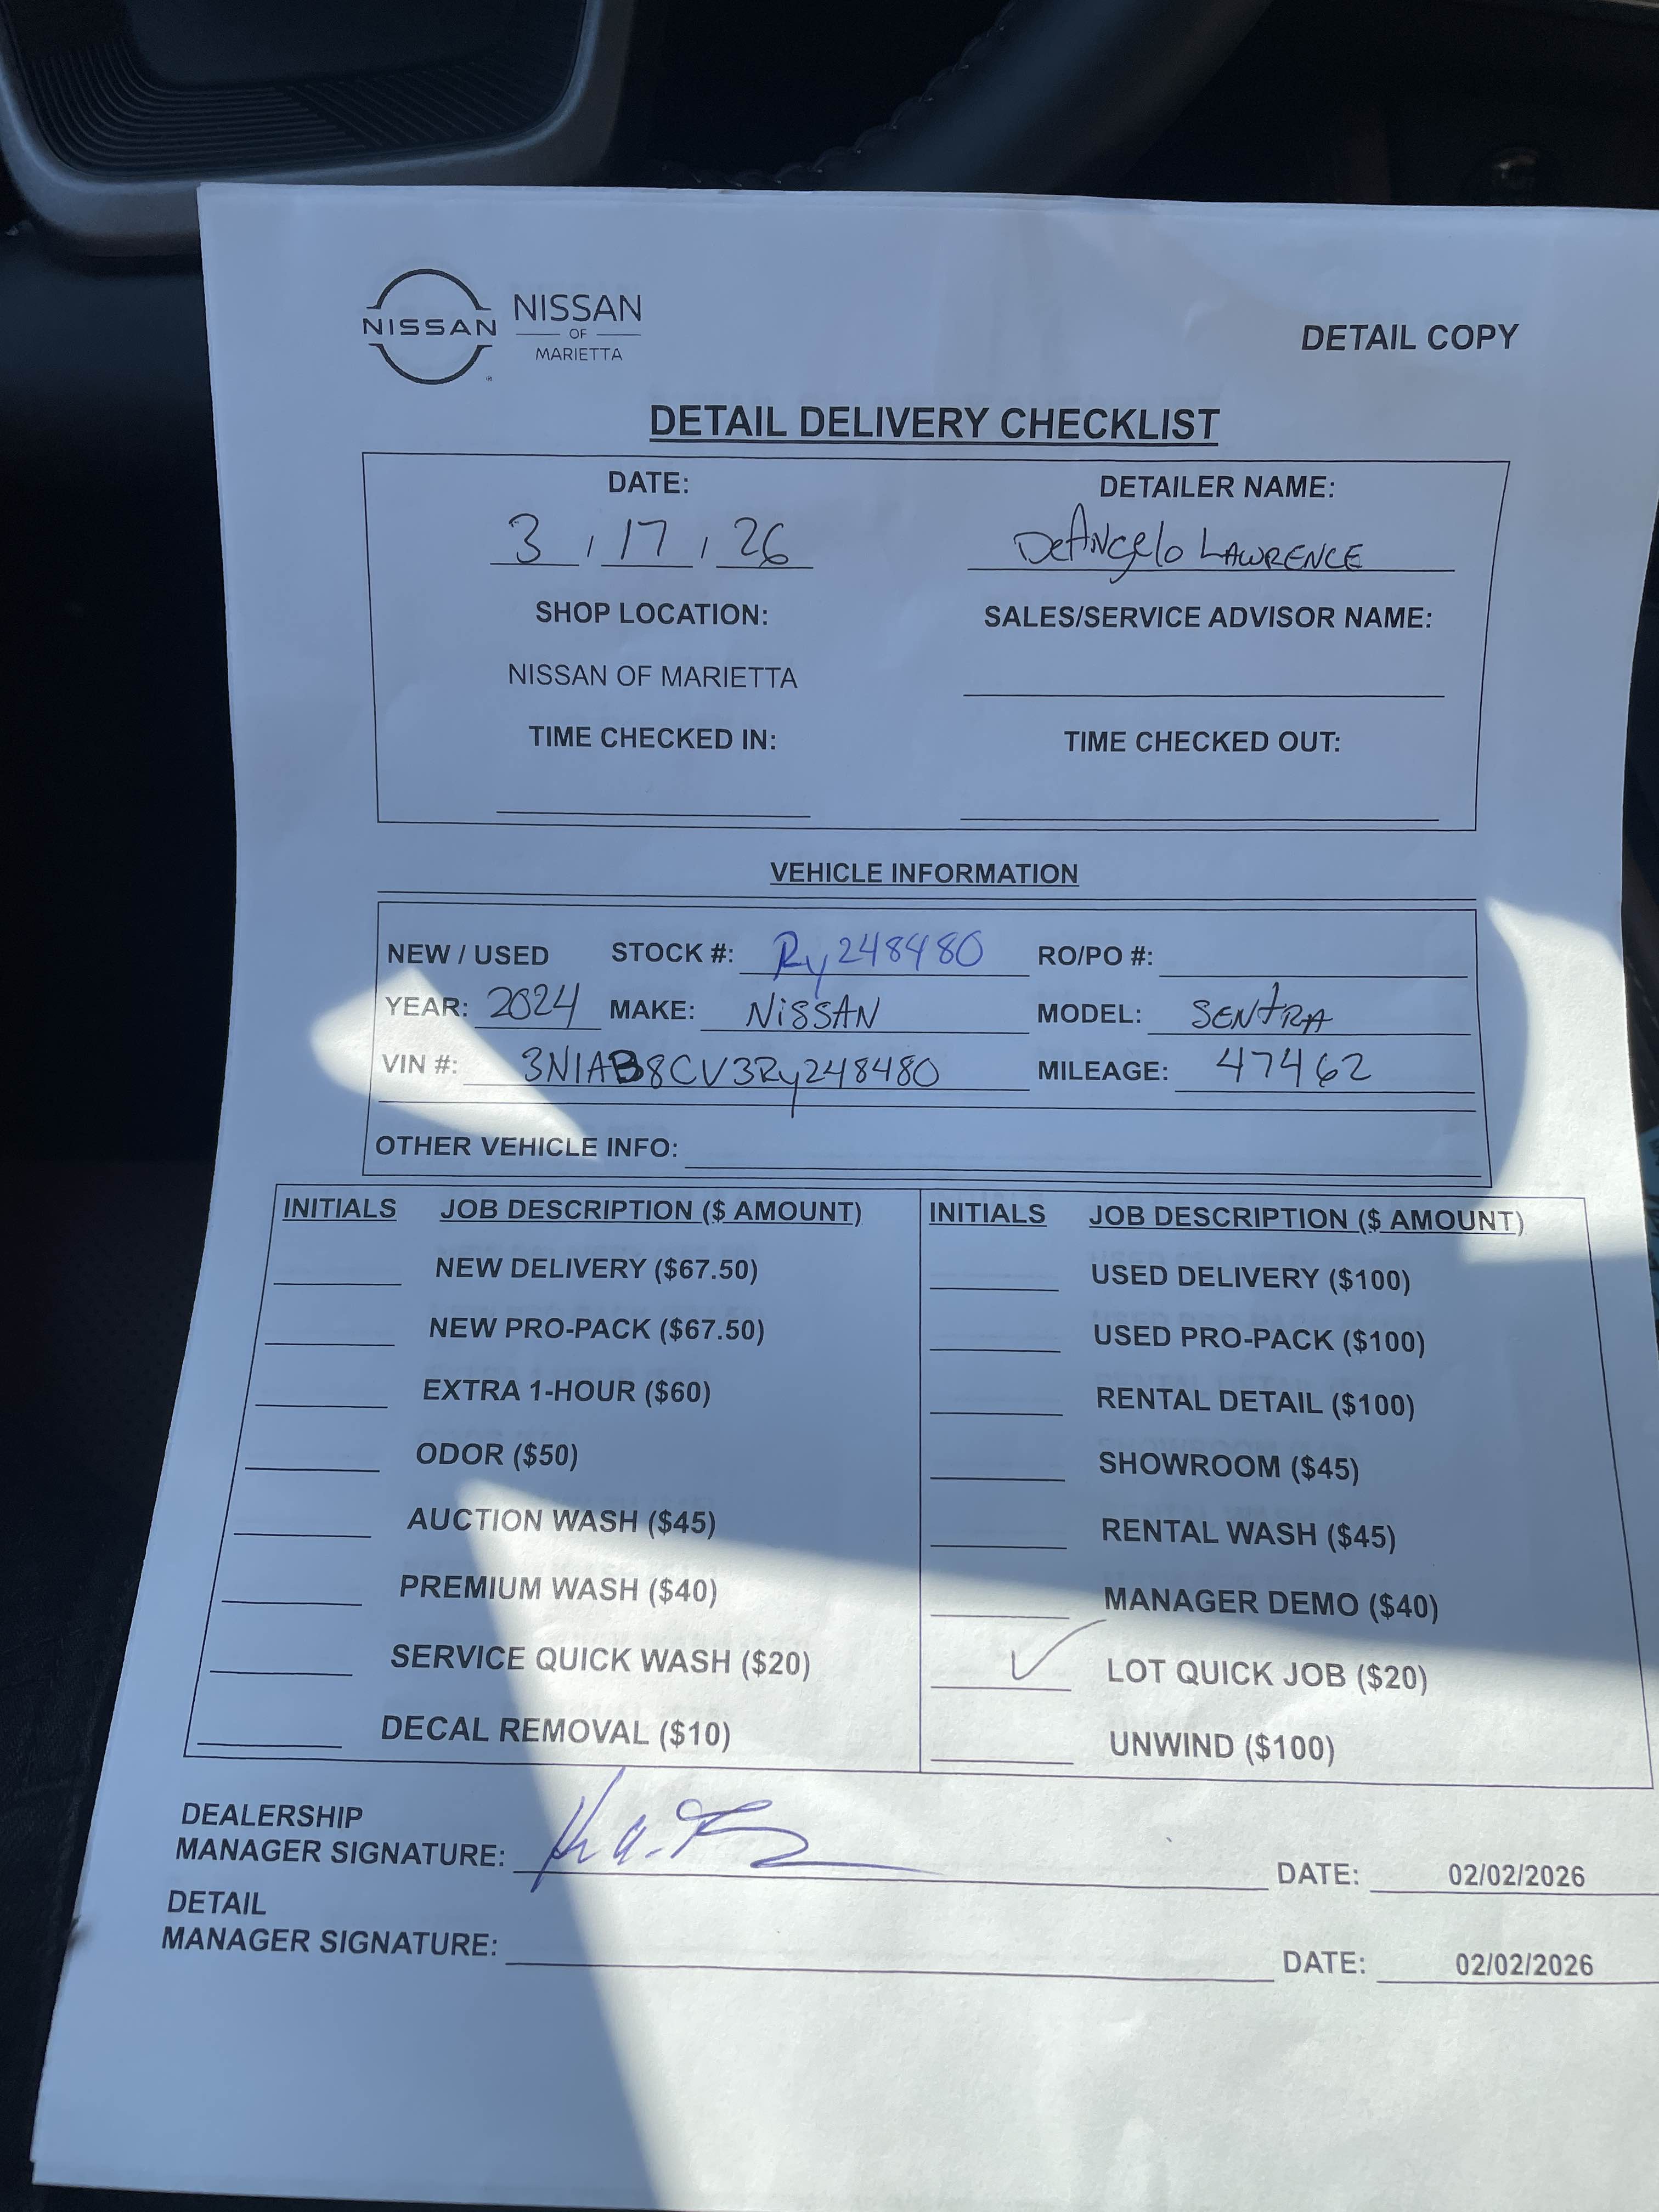 NISSAN
NISSAN
OF
MARIETTA
DETAIL COPY
DETAIL DELIVERY CHECKLIST
DATE: DETAILER NAME:
3 / 17 / 26 DeAngelo LAWRENCE
SHOP LOCATION: SALES/SERVICE ADVISOR NAME:
NISSAN OF MARIETTA
TIME CHECKED IN: TIME CHECKED OUT:
VEHICLE INFORMATION
NEW / USED STOCK #: Ry248480 RO/PO #:
YEAR: 2024 MAKE: NiSSAN MODEL: SENtRA
VIN #: 3N1AB8CV3Ry248480 MILEAGE: 47462
OTHER VEHICLE INFO:
INITIALS JOB DESCRIPTION ($ AMOUNT) INITIALS JOB DESCRIPTION ($ AMOUNT)
NEW DELIVERY ($67.50) USED DELIVERY ($100)
NEW PRO-PACK ($67.50) USED PRO-PACK ($100)
EXTRA 1-HOUR ($60) RENTAL DETAIL ($100)
ODOR ($50) SHOWROOM ($45)
AUCTION WASH ($45) RENTAL WASH ($45)
PREMIUM WASH ($40) MANAGER DEMO ($40)
SERVICE QUICK WASH ($20) ✓ LOT QUICK JOB ($20)
DECAL REMOVAL ($10) UNWIND ($100)
DEALERSHIP
MANAGER SIGNATURE: DATE: 02/02/2026
DETAIL
MANAGER SIGNATURE: DATE: 02/02/2026